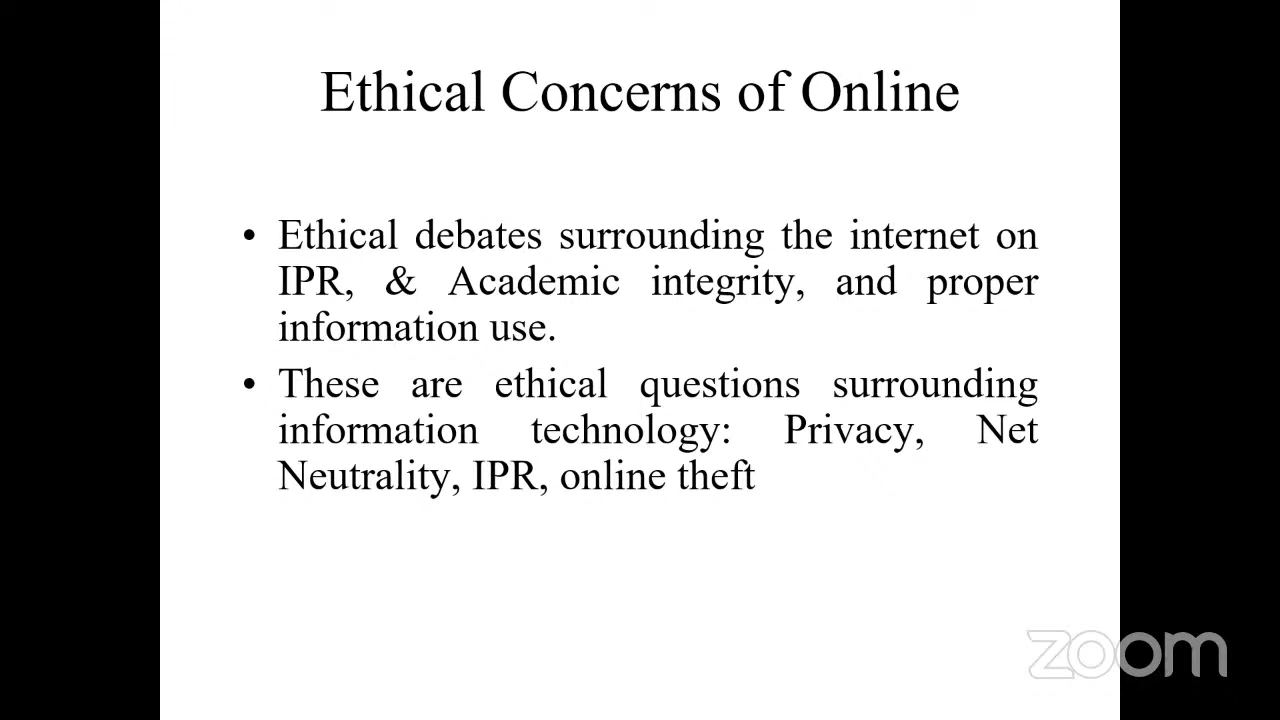 Ethical Concerns of Online
• Ethical debates surrounding the internet on
IPR, & Academic integrity, and proper
information use.
• These are ethical questions surrounding
information technology: Privacy, Net
Neutrality, IPR, online theft
zoom